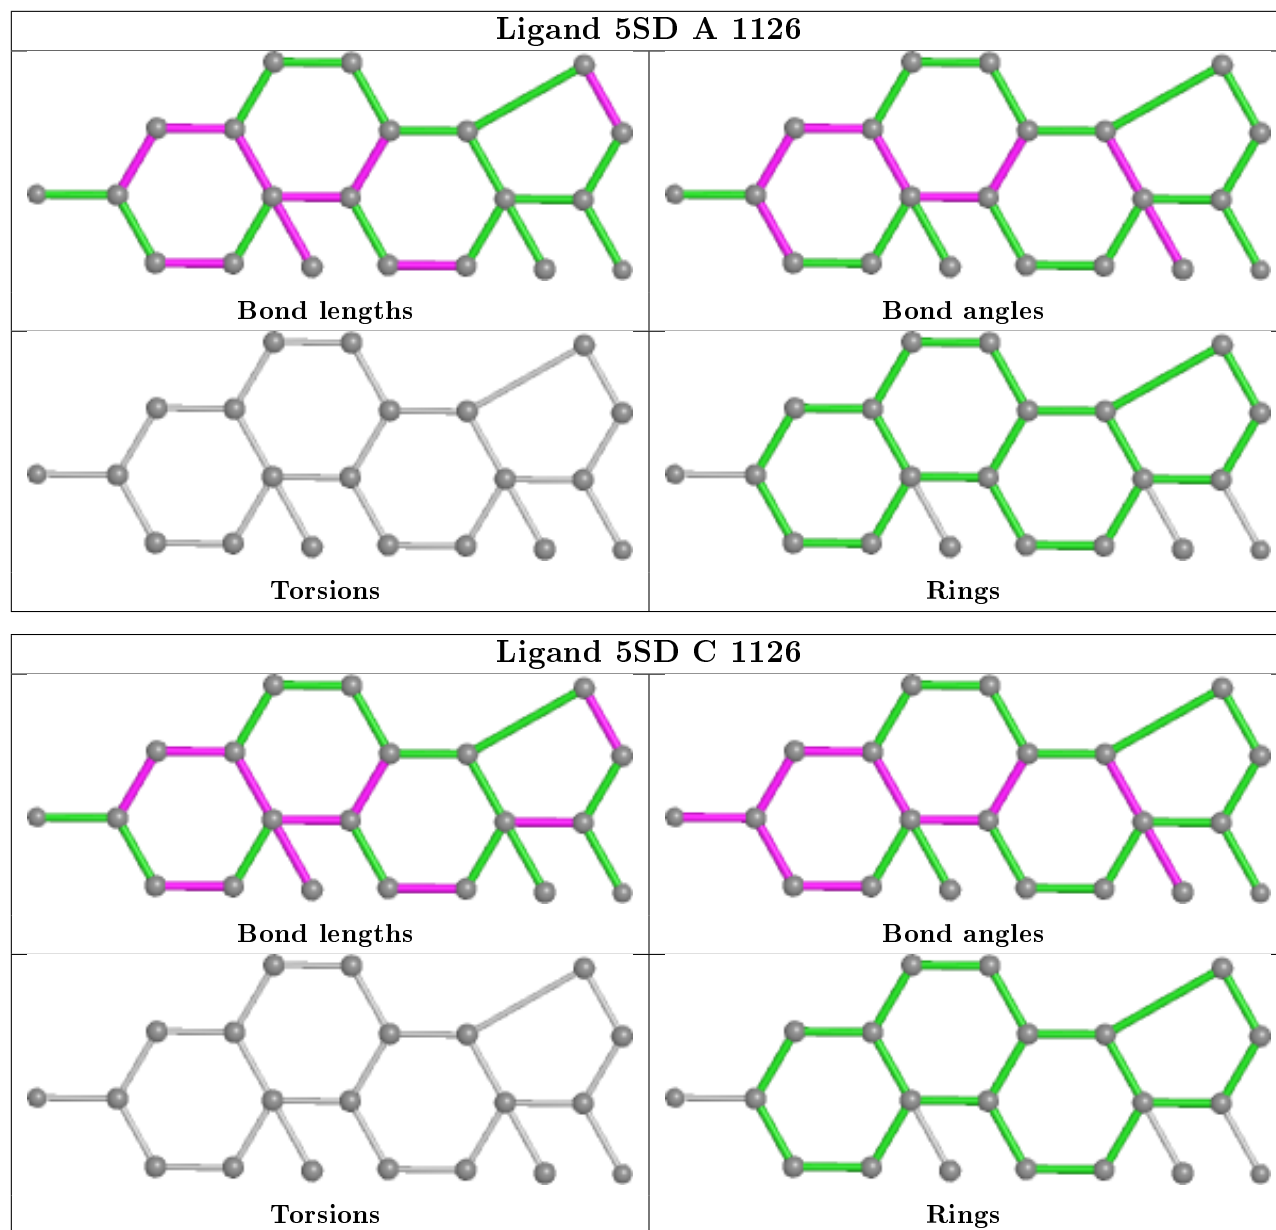 Ligand 5SD A 1126
Bond lengths
Bond angles
Torsions
Rings
Ligand 5SD C 1126
Bond lengths
Bond angles
Torsions
Rings